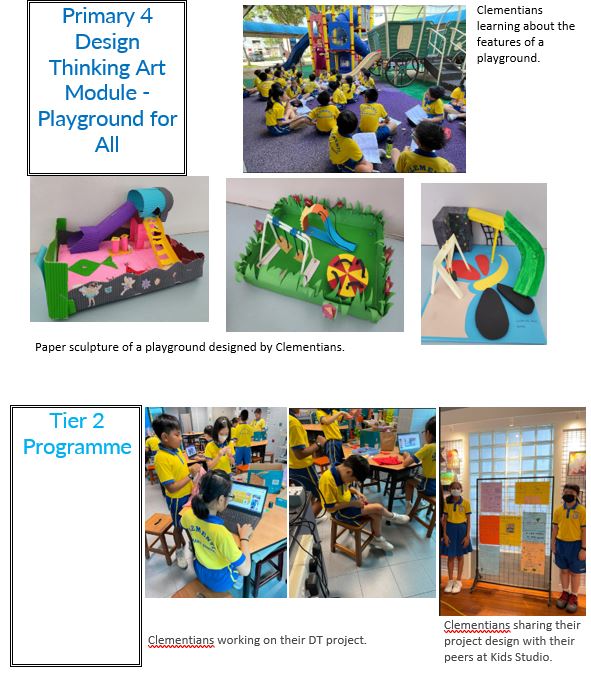 Primary 4
Design
Thinking Art
Module -
Playground for
All
Clementians
learning about the
features of a
playground.
Paper sculpture of a playground designed by Clementians.
Tier 2
Programme
Clementians working on their DT project.
Clementians sharing their
project design with their
peers at Kids Studio.